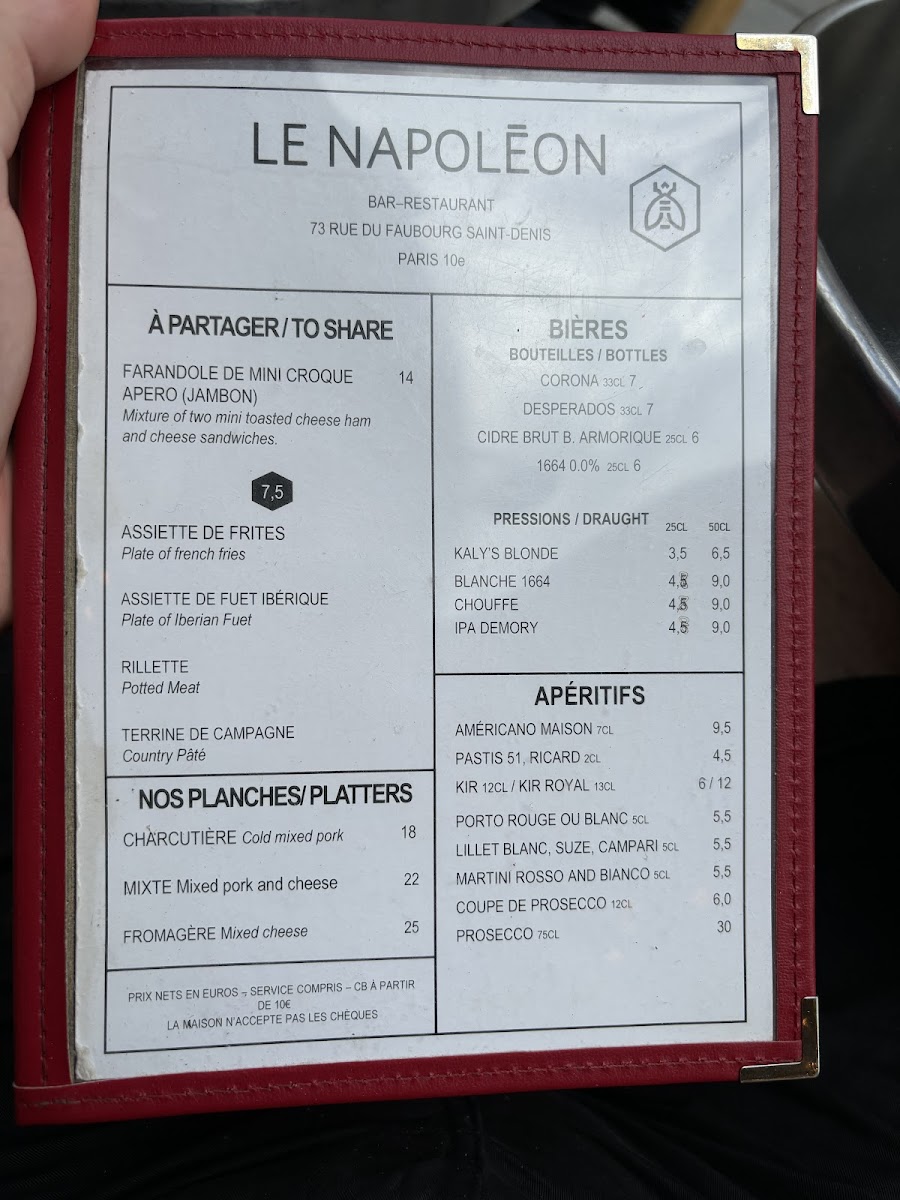 LE NAPOLĒON
BAR–RESTAURANT
73 RUE DU FAUBOURG SAINT-DENIS
PARIS 10e
À PARTAGER / TO SHARE
FARANDOLE DE MINI CROQUE 14
APERO (JAMBON)
Mixture of two mini toasted cheese ham
and cheese sandwiches.
7,5
ASSIETTE DE FRITES
Plate of french fries
ASSIETTE DE FUET IBÉRIQUE
Plate of Iberian Fuet
RILLETTE
Potted Meat
TERRINE DE CAMPAGNE
Country Pâté
NOS PLANCHES/ PLATTERS
CHARCUTIÈRE Cold mixed pork 18
MIXTE Mixed pork and cheese 22
FROMAGÈRE Mixed cheese 25
PRIX NETS EN EUROS – SERVICE COMPRIS – CB À PARTIR
DE 10€
LA MAISON N'ACCEPTE PAS LES CHÈQUES
BIÈRES
BOUTEILLES / BOTTLES
CORONA 33CL 7
DESPERADOS 33CL 7
CIDRE BRUT B. ARMORIQUE 25CL 6
1664 0.0% 25CL 6
PRESSIONS / DRAUGHT 25CL 50CL
KALY'S BLONDE 3,5 6,5
BLANCHE 1664 4,5 9,0
CHOUFFE 4,5 9,0
IPA DEMORY 4,5 9,0
APÉRITIFS
AMÉRICANO MAISON 7CL 9,5
PASTIS 51, RICARD 2CL 4,5
KIR 12CL / KIR ROYAL 13CL 6 / 12
PORTO ROUGE OU BLANC 5CL 5,5
LILLET BLANC, SUZE, CAMPARI 5CL 5,5
MARTINI ROSSO AND BIANCO 5CL 5,5
COUPE DE PROSECCO 12CL 6,0
PROSECCO 75CL 30